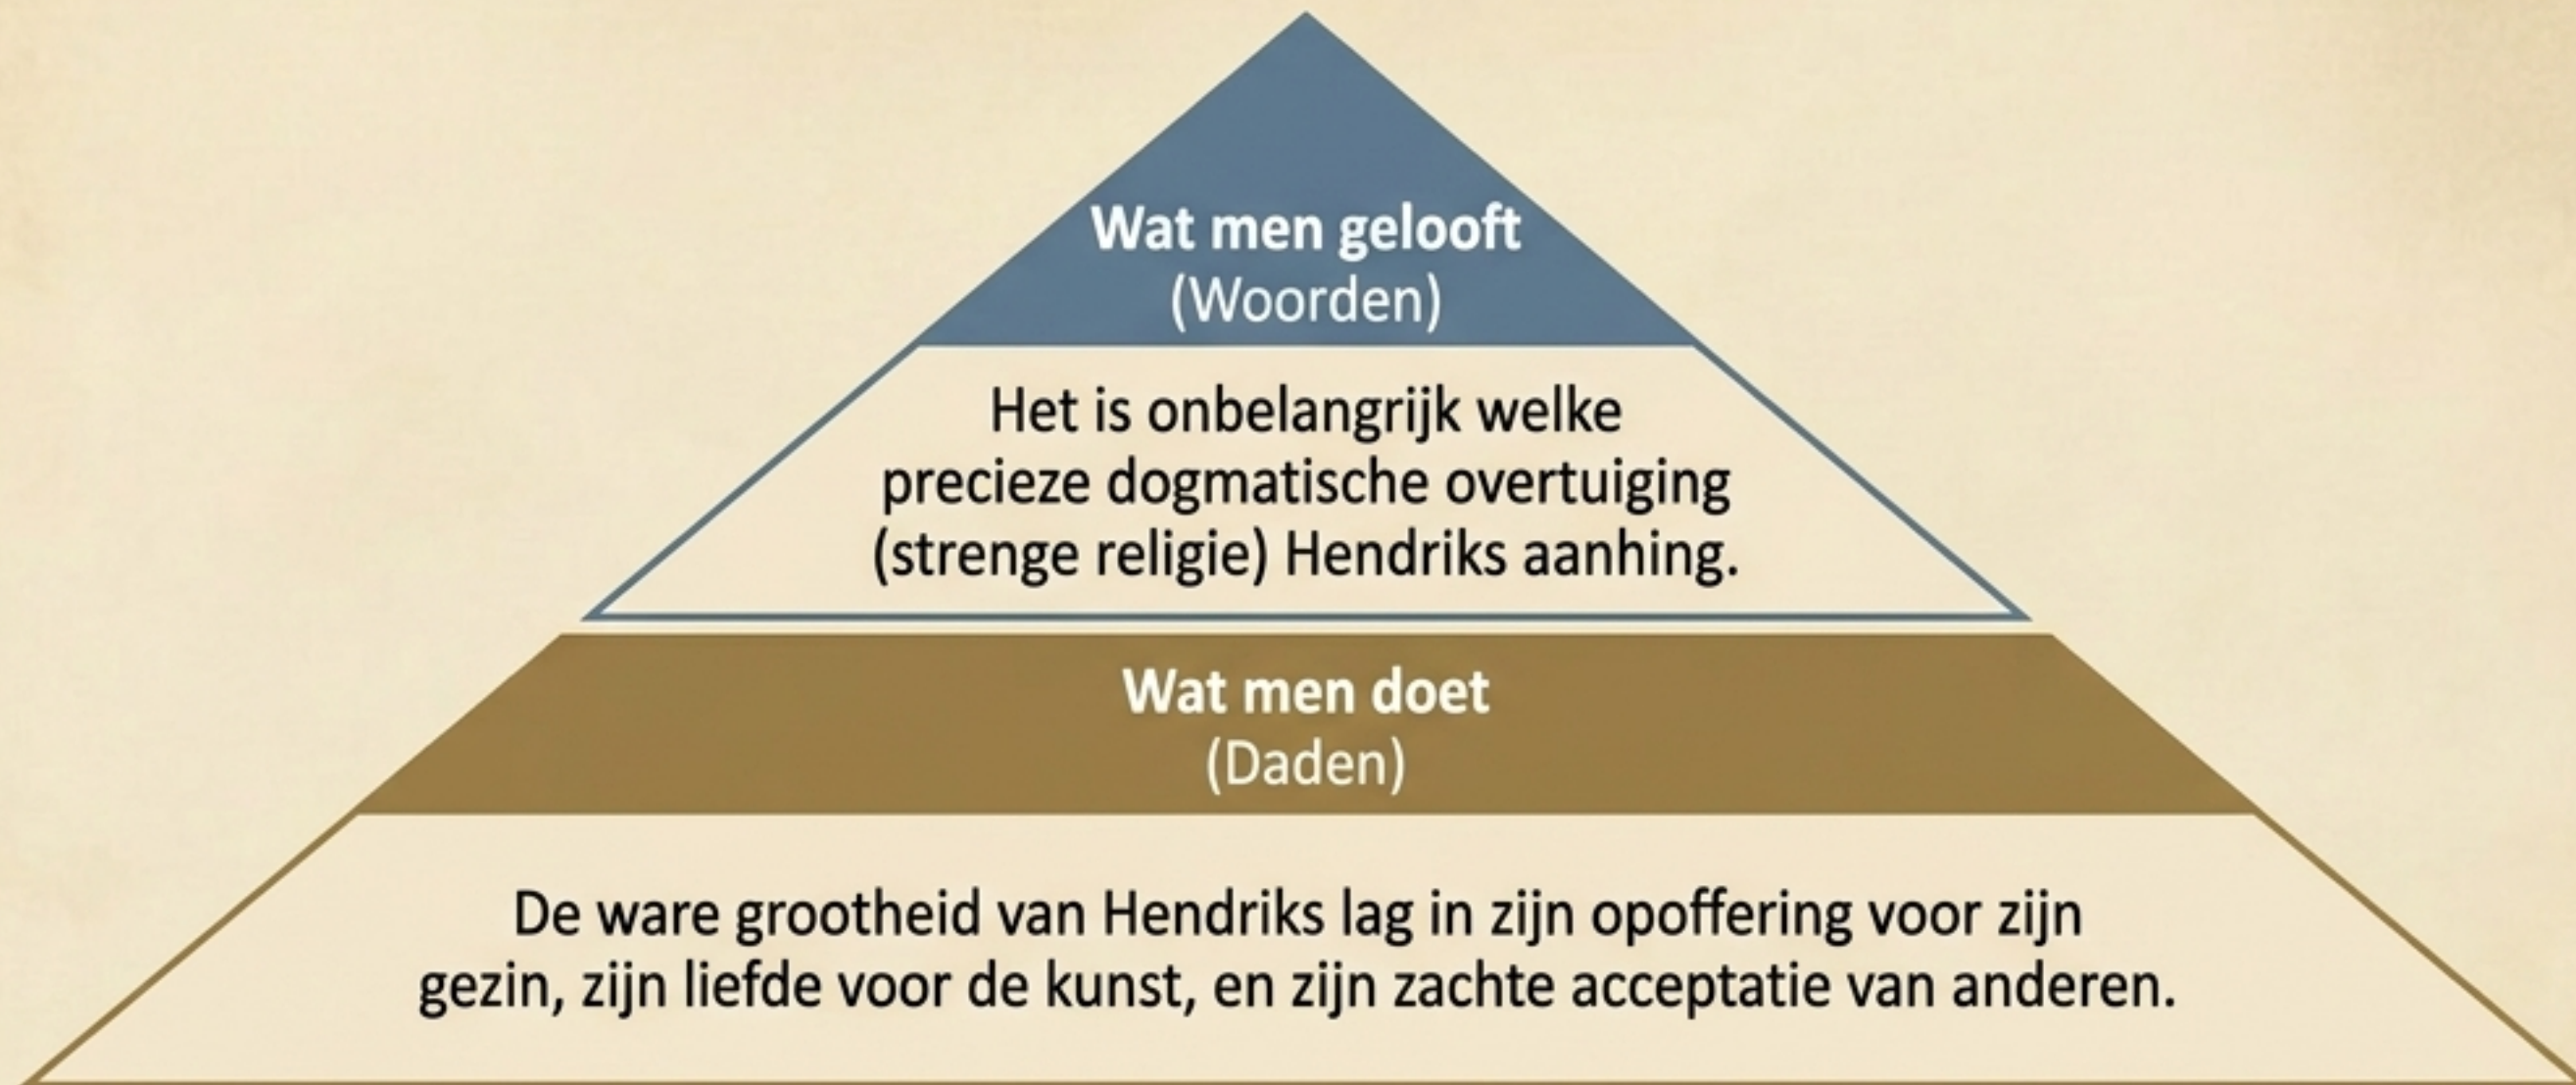 Wat men gelooft
(Woorden)
Het is onbelangrijk welke
precieze dogmatische overtuiging
(strenge religie) Hendriks aanhing.
Wat men doet
(Daden)
De ware grootheid van Hendriks lag in zijn opoffering voor zijn
gezin, zijn liefde voor de kunst, en zijn zachte acceptatie van anderen.